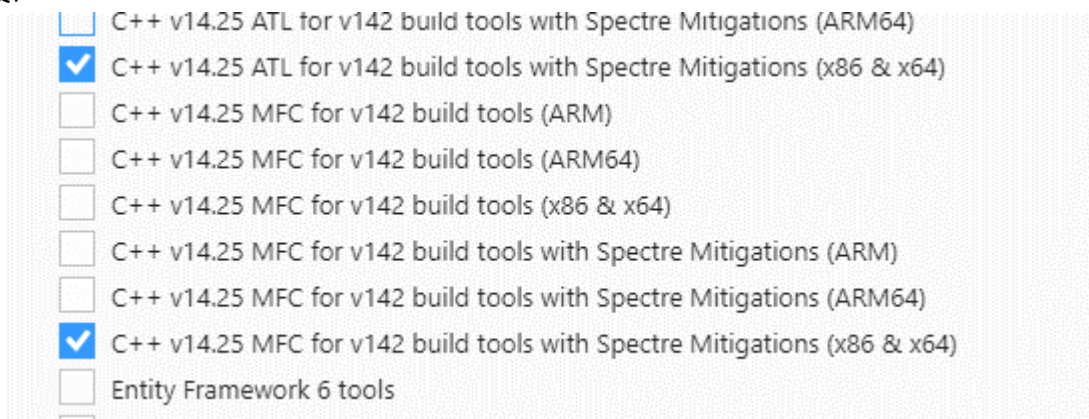 C++ v14.25 ATL for v142 build tools with Spectre Mitigations (ARM64)
C++ v14.25 ATL for v142 build tools with Spectre Mitigations (x86 & x64)
C++ v14.25 MFC for v142 build tools (ARM)
C++ v14.25 MFC for v142 build tools (ARM64)
C++ v14.25 MFC for v142 build tools (x86 & x64)
C++ v14.25 MFC for v142 build tools with Spectre Mitigations (ARM)
C++ v14.25 MFC for v142 build tools with Spectre Mitigations (ARM64)
C++ v14.25 MFC for v142 build tools with Spectre Mitigations (x86 & x64)
Entity Framework 6 tools